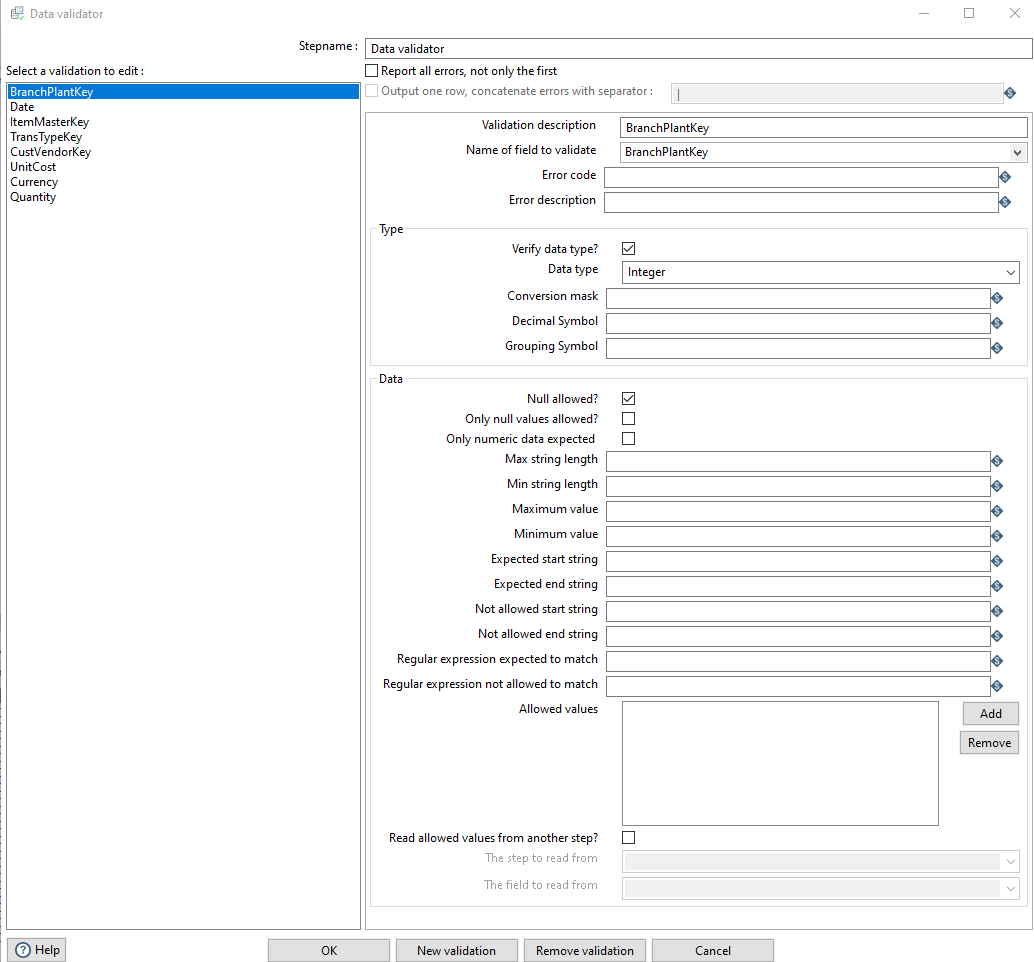 Data validator
Stepname :
Data validator
Select a validation to edit :
Report all errors, not only the first
Output one row, concatenate errors with separator :
|
BranchPlantKey
Date
ItemMasterKey
TransTypeKey
CustVendorKey
UnitCost
Currency
Quantity
Validation description
BranchPlantKey
Name of field to validate
BranchPlantKey
Error code
Error description
Type
Verify data type?
Data type
Integer
Conversion mask
Decimal Symbol
Grouping Symbol
Data
Null allowed?
Only null values allowed?
Only numeric data expected
Max string length
Min string length
Maximum value
Minimum value
Expected start string
Expected end string
Not allowed start string
Not allowed end string
Regular expression expected to match
Regular expression not allowed to match
Allowed values
Add
Remove
Read allowed values from another step?
The step to read from
The field to read from
Help
OK
New validation
Remove validation
Cancel